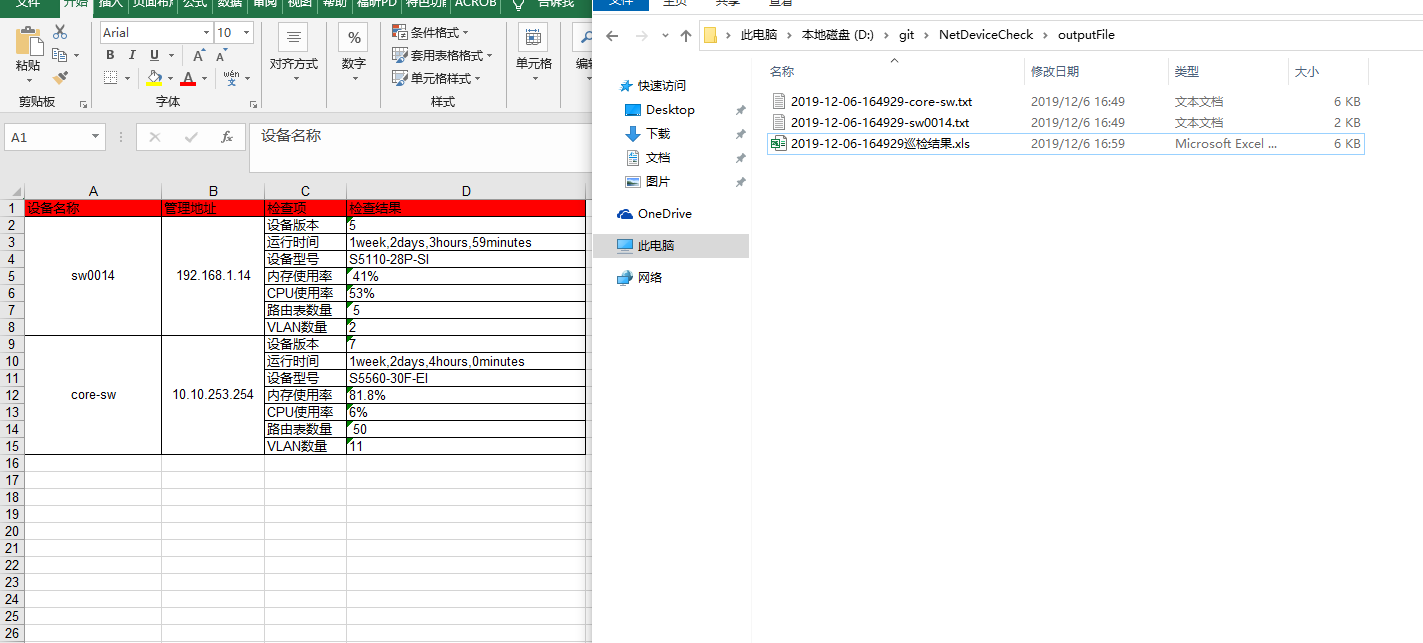 文件 开始 插入 页面布局 公式 数据 审阅 视图 帮助 福昕PD 特色功能 ACROB 告诉我
粘贴
剪贴板
Arial 10
B I U A A
A wén 文
字体
对齐方式
%
数字
条件格式
套用表格格式
单元格样式
样式
单元格
A1 fx 设备名称
A B C D
1 设备名称 管理地址 检查项 检查结果
2 设备版本 5
3 运行时间 1week,2days,3hours,59minutes
4 设备型号 S5110-28P-SI
5 sw0014 192.168.1.14 内存使用率 41%
6 CPU使用率 53%
7 路由表数量 5
8 VLAN数量 2
9 设备版本 7
10 运行时间 1week,2days,4hours,0minutes
11 设备型号 S5560-30F-EI
12 core-sw 10.10.253.254 内存使用率 81.8%
13 CPU使用率 6%
14 路由表数量 50
15 VLAN数量 11
16
17
18
19
20
21
22
23
24
25
26
文件 主页 共享 查看
此电脑 › 本地磁盘 (D:) › git › NetDeviceCheck › outputFile
快速访问
Desktop
下载
文档
图片
OneDrive
此电脑
网络
名称 修改日期 类型 大小
2019-12-06-164929-core-sw.txt 2019/12/6 16:49 文本文档 6 KB
2019-12-06-164929-sw0014.txt 2019/12/6 16:49 文本文档 2 KB
2019-12-06-164929巡检结果.xls 2019/12/6 16:59 Microsoft Excel ... 6 KB